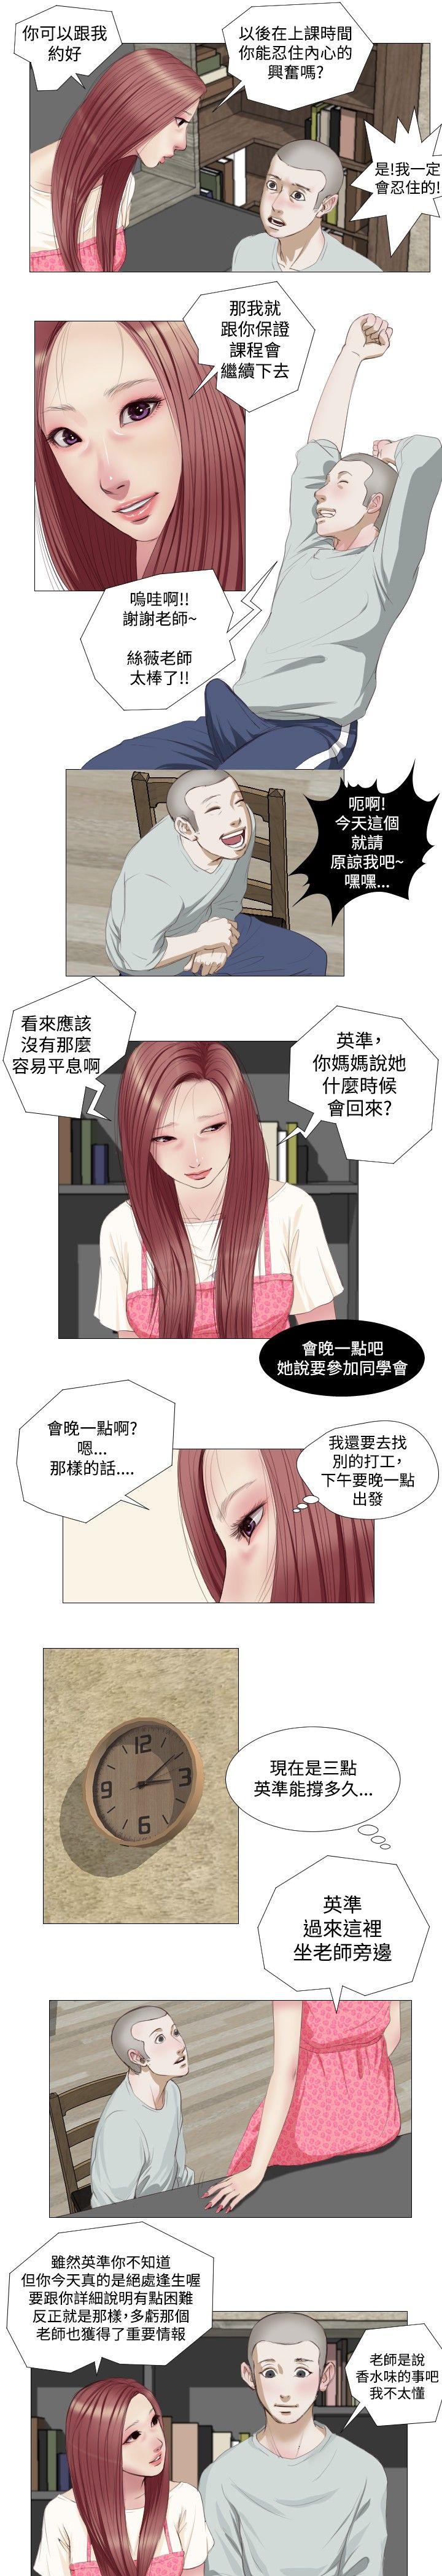 你可以跟我
約好
以後在上課時間
你能忍住內心的
興奮嗎?
是!我一定
會忍住的!
那我就
跟你保證
課程會
繼續下去
嗚哇啊!!
謝謝老師~
絲薇老師
太棒了!!
呃啊!
今天這個
就請
原諒我吧~
嘿嘿...
看來應該
沒有那麼
容易平息啊
英準,
你媽媽說她
什麼時候
會回來?
會晚一點吧
她說要參加同學會
會晚一點啊?
嗯...
那樣的話....
我還要去找
別的打工,
下午要晚一點
出發
12
3
6
9
現在是三點
英準能撐多久...
英準
過來這裡
坐老師旁邊
雖然英準你不知道
但你今天真的是絕處逢生喔
要跟你詳細說明有點困難
反正就是那樣,多虧那個
老師也獲得了重要情報
老師是說
香水味的事吧
我不太懂